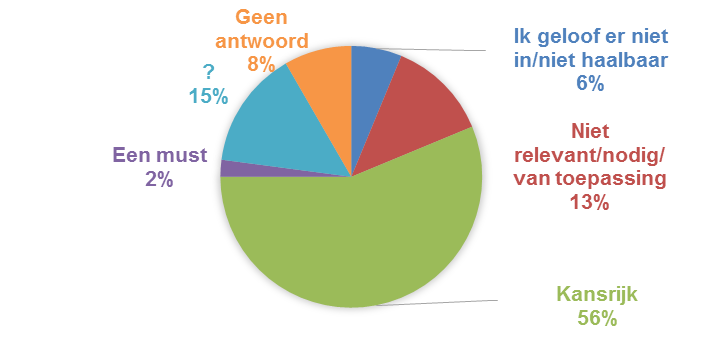 Geen
antwoord
8%
Ik geloof er niet
in/niet haalbaar
6%
?
15%
Niet
relevant/nodig/
van toepassing
13%
Een must
2%
Kansrijk
56%